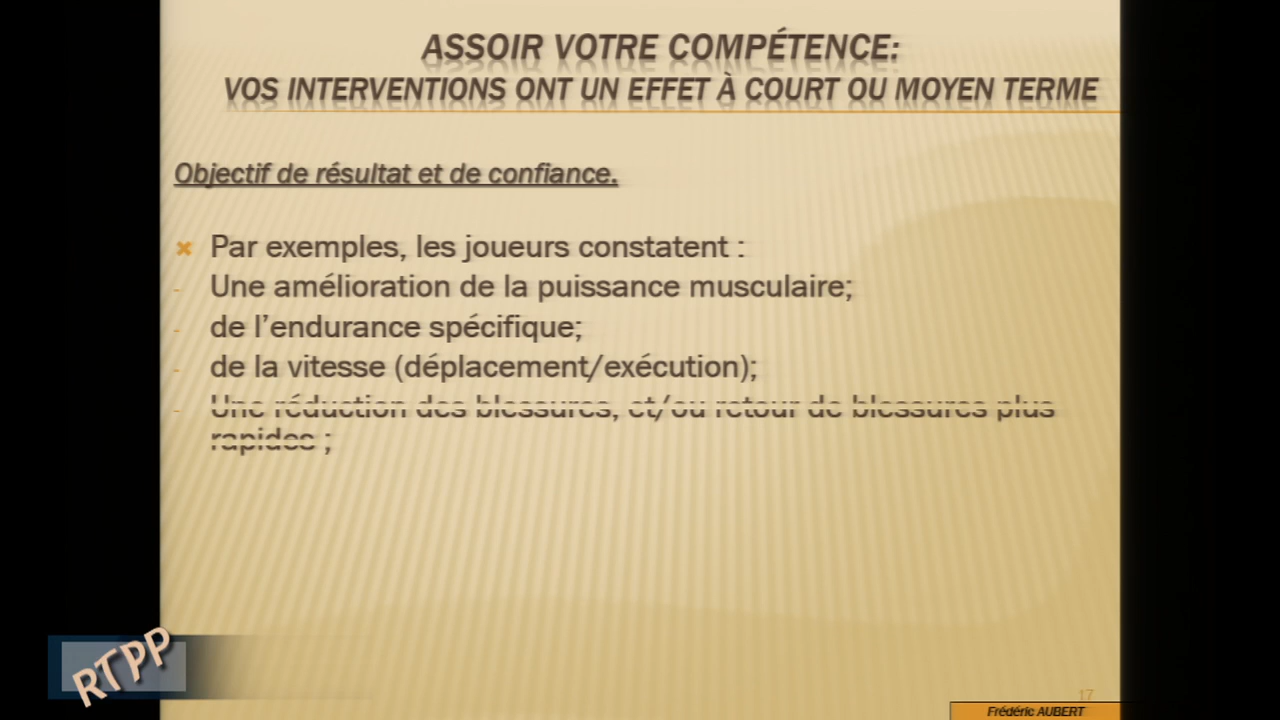 ASSOIR VOTRE COMPÉTENCE:
VOS INTERVENTIONS ONT UN EFFET À COURT OU MOYEN TERME
Objectif de résultat et de confiance.
Par exemples, les joueurs constatent :
- Une amélioration de la puissance musculaire;
- de l'endurance spécifique;
- de la vitesse (déplacement/exécution);
- Une réduction des blessures, et/ou retour de blessures plus
rapides ;
RTPP
17
Frédéric AUBERT